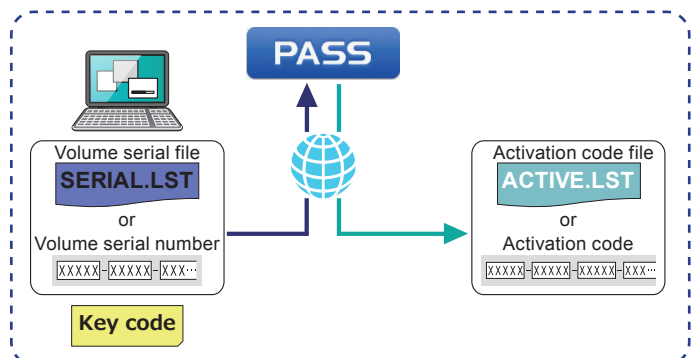 PASS
Volume serial file
SERIAL.LST
or
Volume serial number
XXXXX-XXXXX-XXX···
Key code
Activation code file
ACTIVE.LST
or
Activation code
XXXXX-XXXXX-XXXXX-XXX···